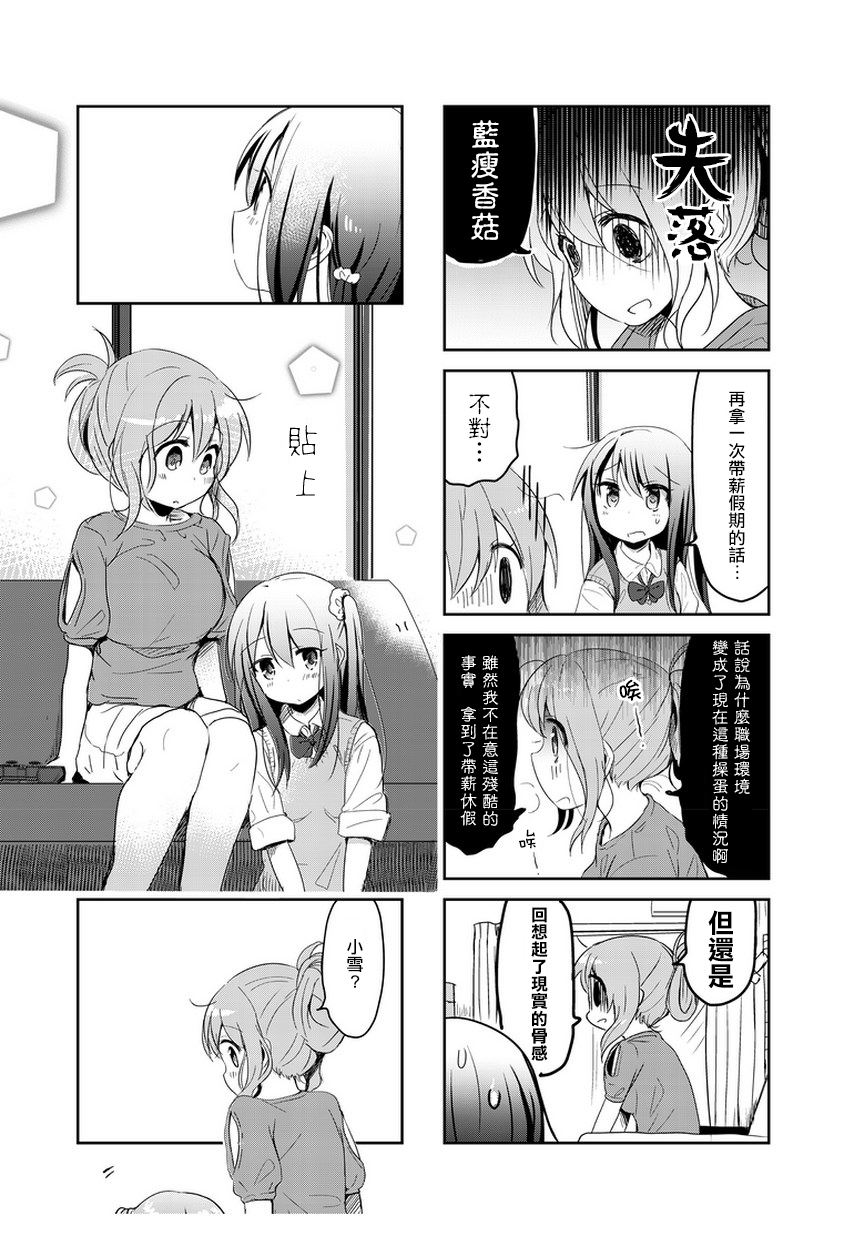 失落
藍瘦香菇
再拿一次帶薪假期的話…
不對…
話說為什麼職場環境
變成了現在這種操蛋的情況啊
唉…
雖然我不在意這殘酷的
事實 拿到了帶薪休假
唉…
但還是
回想起了現實的骨感
貼上
小雪?